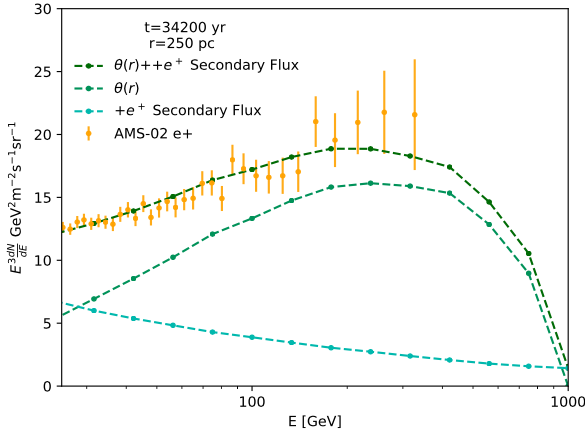 30
25
20
15
10
5
0
E³ dN/dE GeV²m⁻²s⁻¹sr⁻¹
t=34200 yr
r=250 pc
θ(r)++e⁺ Secondary Flux
θ(r)
+e⁺ Secondary Flux
AMS-02 e+
100
1000
E [GeV]